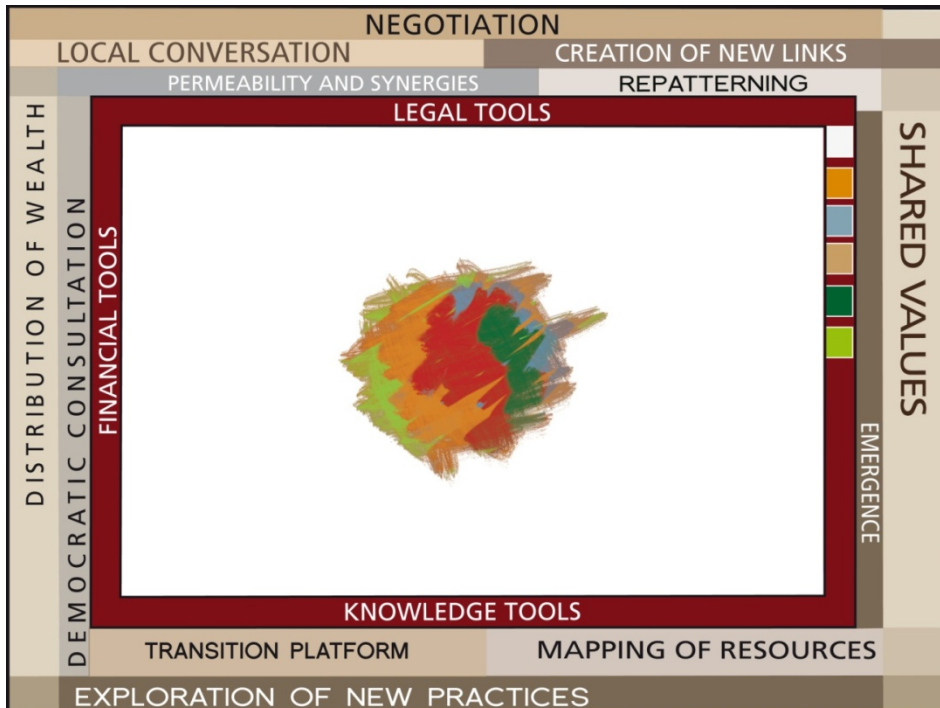 NEGOTIATION
LOCAL CONVERSATION
CREATION OF NEW LINKS
PERMEABILITY AND SYNERGIES
REPATTERNING
LEGAL TOOLS
DISTRIBUTION OF WEALTH
DEMOCRATIC CONSULTATION
FINANCIAL TOOLS
SHARED VALUES
EMERGENCE
KNOWLEDGE TOOLS
TRANSITION PLATFORM
MAPPING OF RESOURCES
EXPLORATION OF NEW PRACTICES